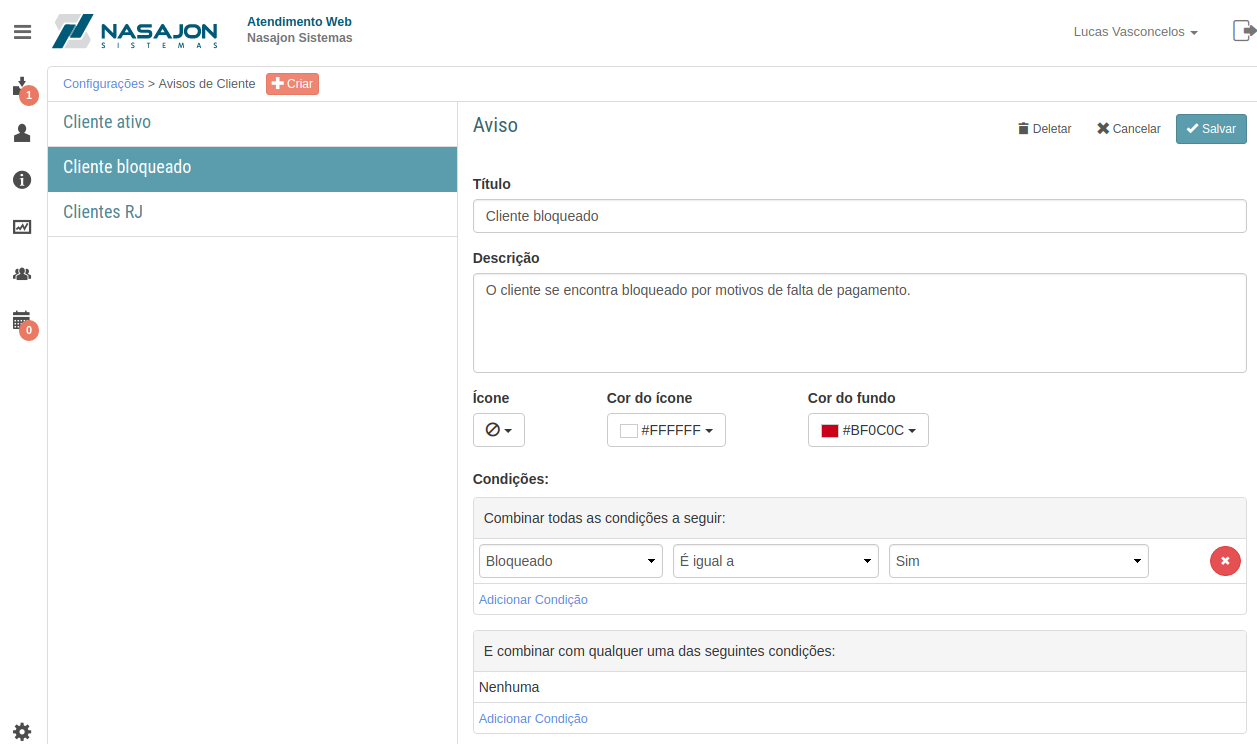 NASAJON
SISTEMAS
Atendimento Web
Nasajon Sistemas
Lucas Vasconcelos
1
0
Configurações > Avisos de Cliente
Criar
Cliente ativo
Cliente bloqueado
Clientes RJ
Aviso
Deletar
Cancelar
Salvar
Título
Cliente bloqueado
Descrição
O cliente se encontra bloqueado por motivos de falta de pagamento.
Ícone
Cor do ícone
Cor do fundo
#FFFFFF
#BF0C0C
Condições:
Combinar todas as condições a seguir:
Bloqueado
É igual a
Sim
Adicionar Condição
E combinar com qualquer uma das seguintes condições:
Nenhuma
Adicionar Condição